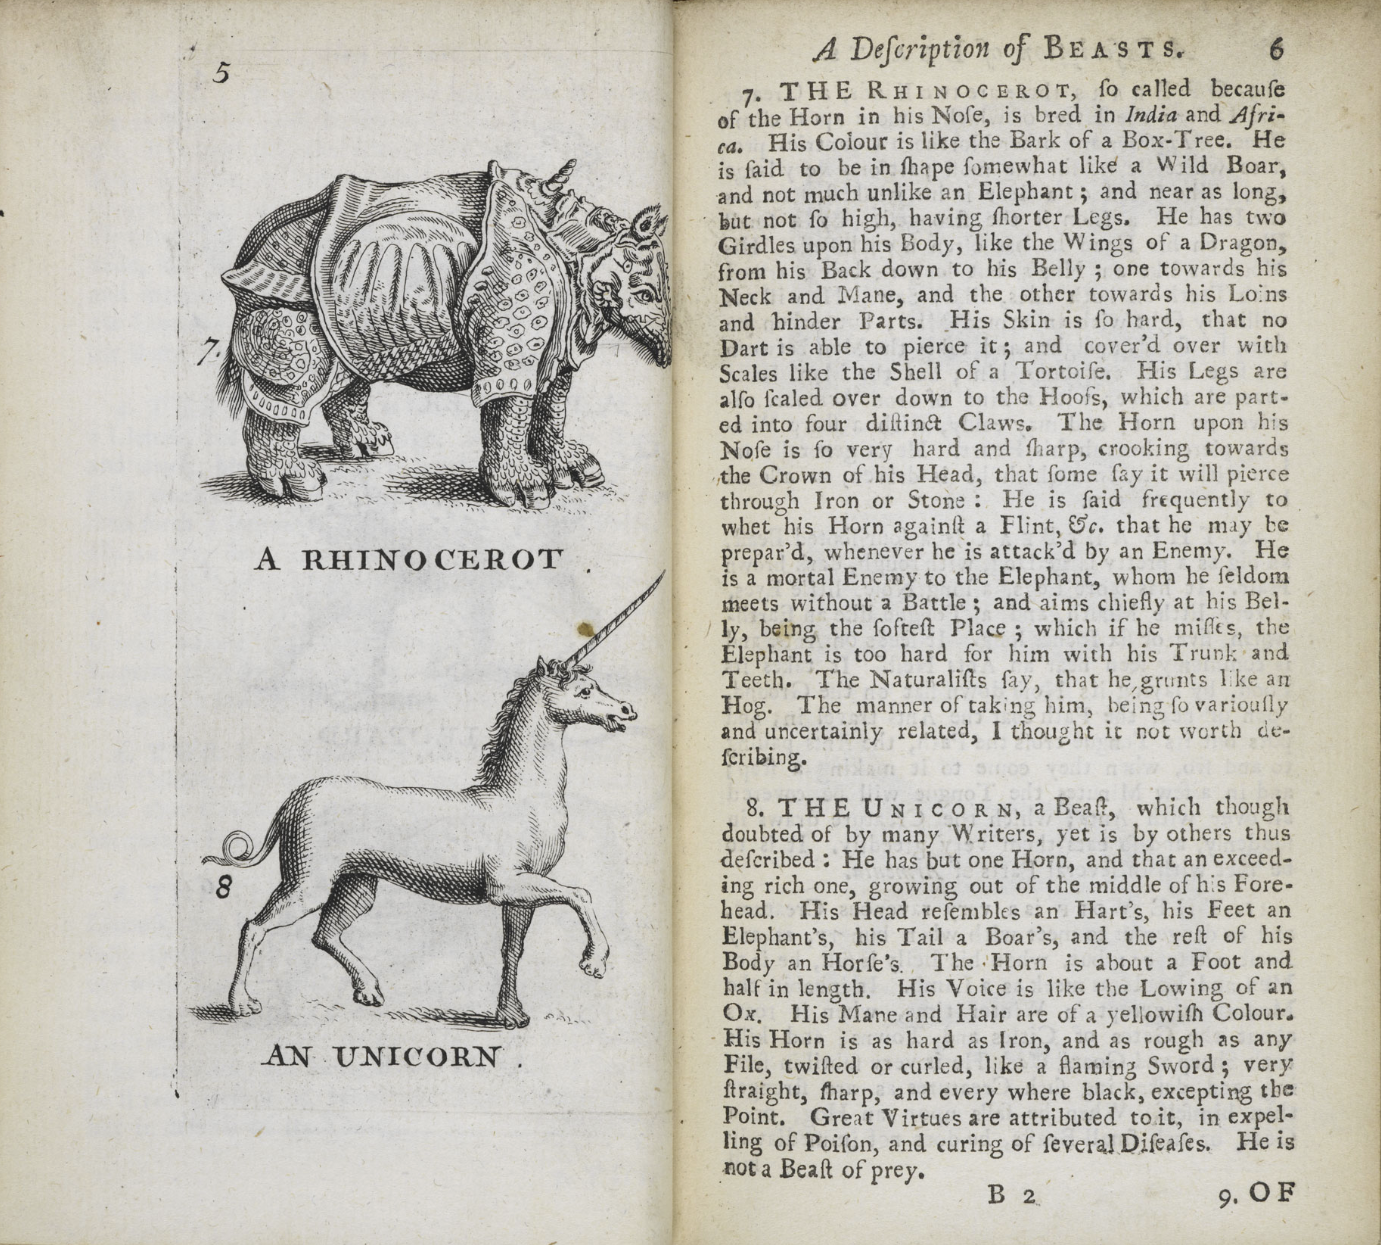 5
7.
A RHINOCEROT.
8
AN UNICORN.
A Deſcription of BEASTS. 6
7. THE RHINOCEROT, ſo called becauſe
of the Horn in his Noſe, is bred in India and Afri-
ca. His Colour is like the Bark of a Box-Tree. He
is ſaid to be in ſhape ſomewhat like a Wild Boar,
and not much unlike an Elephant; and near as long,
but not ſo high, having ſhorter Legs. He has two
Girdles upon his Body, like the Wings of a Dragon,
from his Back down to his Belly; one towards his
Neck and Mane, and the other towards his Loins
and hinder Parts. His Skin is ſo hard, that no
Dart is able to pierce it; and cover'd over with
Scales like the Shell of a Tortoiſe. His Legs are
alſo ſcaled over down to the Hoofs, which are part-
ed into four diſtinct Claws. The Horn upon his
Noſe is ſo very hard and ſharp, crooking towards
the Crown of his Head, that ſome ſay it will pierce
through Iron or Stone: He is ſaid frequently to
whet his Horn againſt a Flint, &c. that he may be
prepar'd, whenever he is attack'd by an Enemy. He
is a mortal Enemy to the Elephant, whom he ſeldom
meets without a Battle; and aims chiefly at his Bel-
ly, being the ſofteſt Place; which if he miſſes, the
Elephant is too hard for him with his Trunk and
Teeth. The Naturaliſts ſay, that he grunts like an
Hog. The manner of taking him, being ſo variouſly
and uncertainly related, I thought it not worth de-
ſcribing.
8. THE UNICORN, a Beaſt, which though
doubted of by many Writers, yet is by others thus
deſcribed: He has but one Horn, and that an exceed-
ing rich one, growing out of the middle of his Fore-
head. His Head reſembles an Hart's, his Feet an
Elephant's, his Tail a Boar's, and the reſt of his
Body an Horſe's. The Horn is about a Foot and
half in length. His Voice is like the Lowing of an
Ox. His Mane and Hair are of a yellowiſh Colour.
His Horn is as hard as Iron, and as rough as any
File, twiſted or curled, like a flaming Sword; very
ſtraight, ſharp, and every where black, excepting the
Point. Great Virtues are attributed to it, in expel-
ling of Poiſon, and curing of ſeveral Diſeaſes. He is
not a Beaſt of prey.
B 2 9. OF